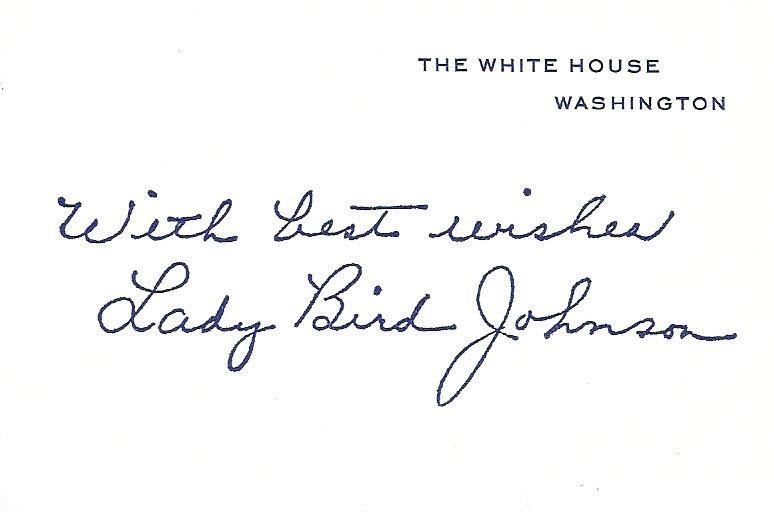 THE WHITE HOUSE
WASHINGTON
With best wishes
Lady Bird Johnson